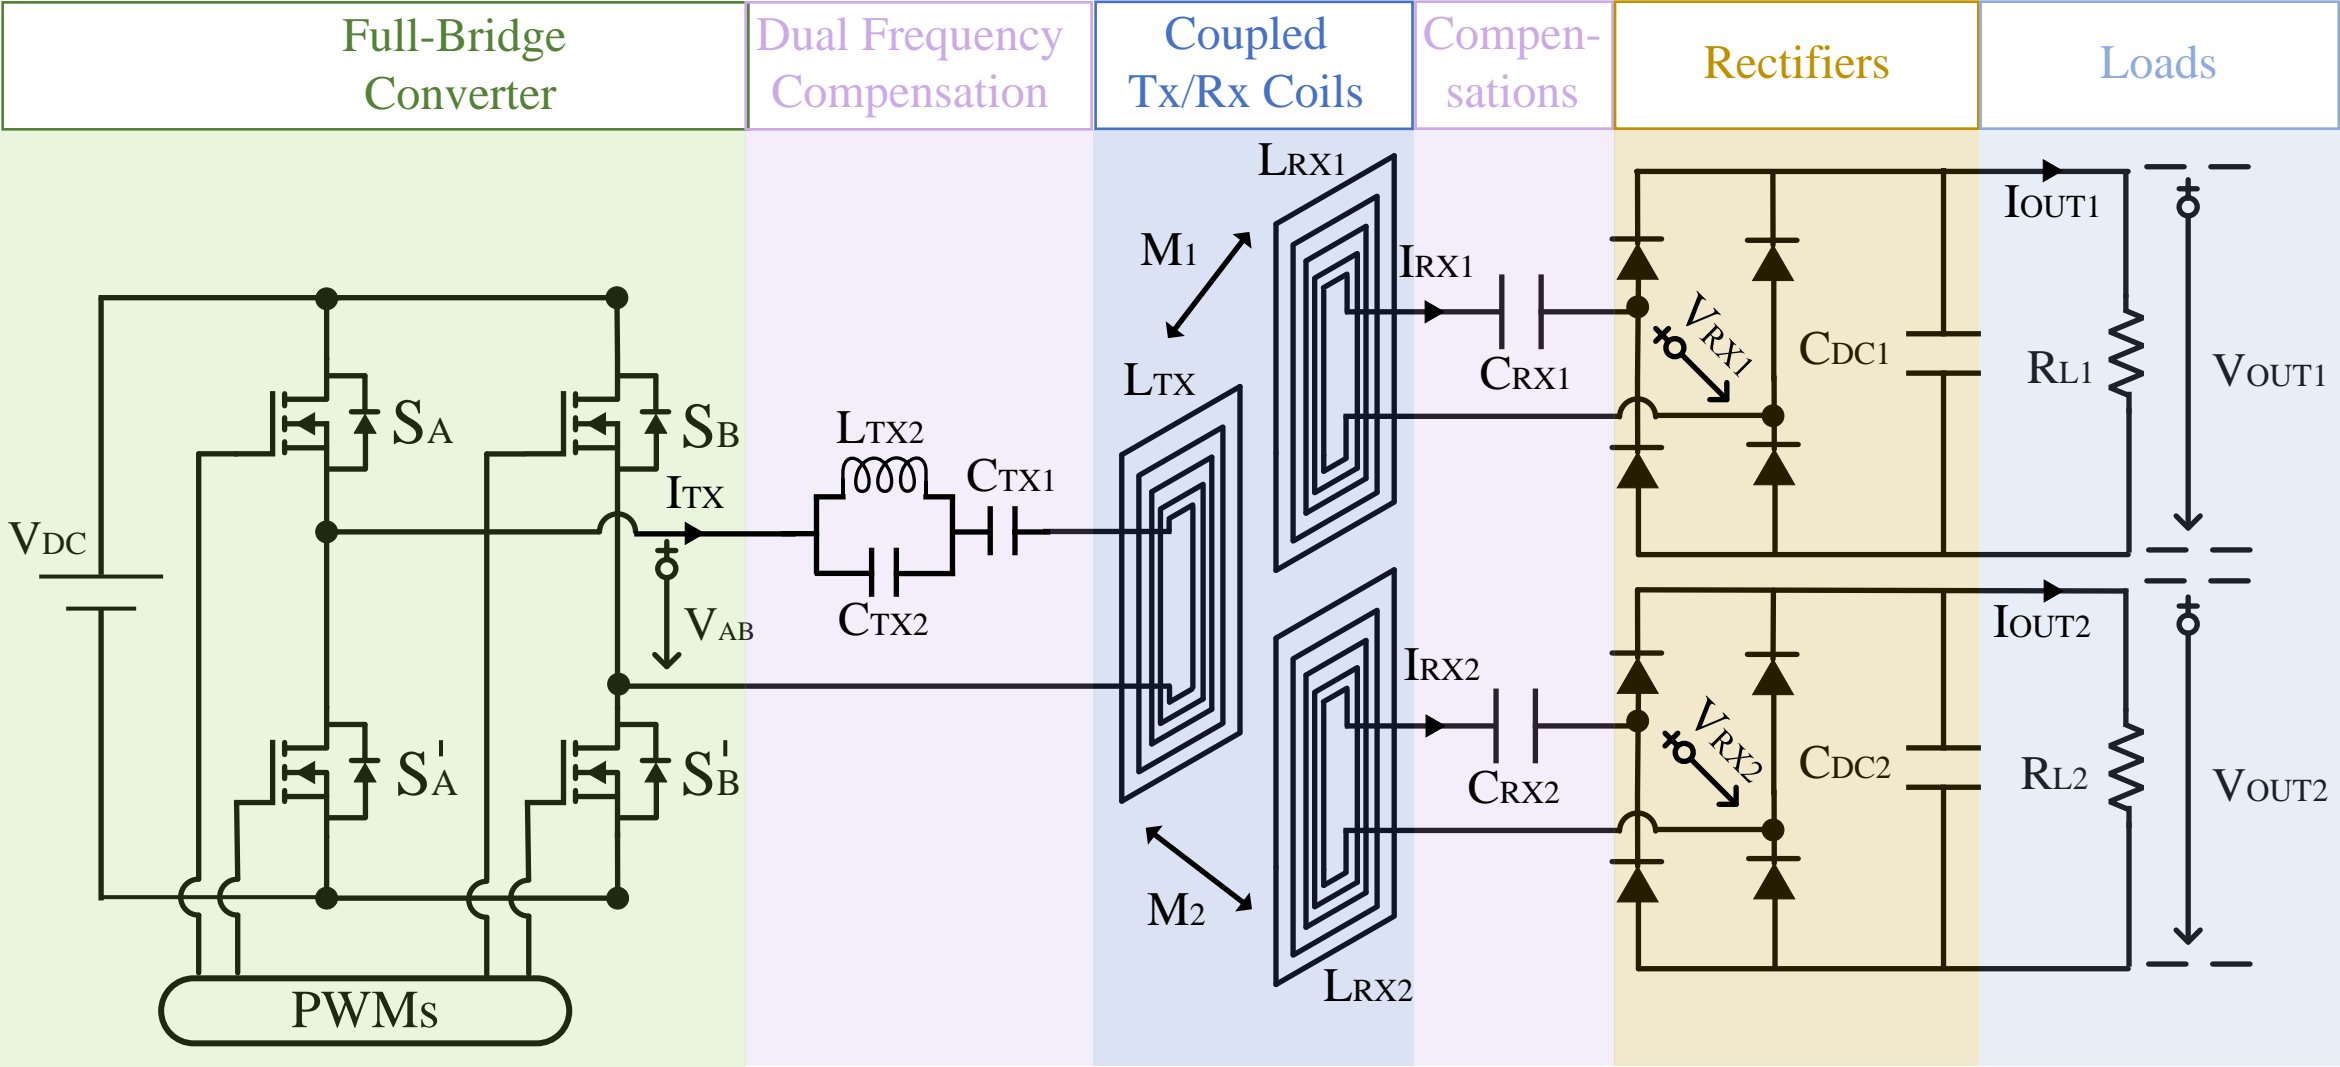 Full-Bridge
Converter
Dual Frequency
Compensation
Coupled
Tx/Rx Coils
Compen-
sations
Rectifiers
Loads
VDC
SA
SB
S'A
S'B
PWMs
ITX
VAB
LTX2
CTX1
CTX2
LTX
M1
M2
LRX1
LRX2
IRX1
CRX1
IRX2
CRX2
VRX1
CDC1
VRX2
CDC2
IOUT1
RL1
VOUT1
IOUT2
RL2
VOUT2